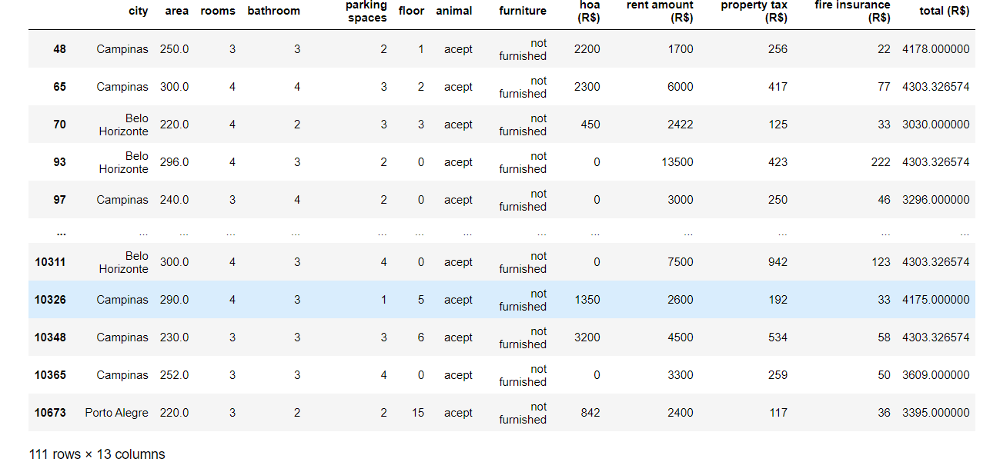 city area rooms bathroom parking spaces floor animal furniture hoa (R$) rent amount (R$) property tax (R$) fire insurance (R$) total (R$)
48 Campinas 250.0 3 3 2 1 acept not furnished 2200 1700 256 22 4178.000000
65 Campinas 300.0 4 4 3 2 acept not furnished 2300 6000 417 77 4303.326574
70 Belo Horizonte 220.0 4 2 3 3 acept not furnished 450 2422 125 33 3030.000000
93 Belo Horizonte 296.0 4 3 2 0 acept not furnished 0 13500 423 222 4303.326574
97 Campinas 240.0 3 4 2 0 acept not furnished 0 3000 250 46 3296.000000
... ... ... ... ... ... ... ... ... ... ... ... ... ...
10311 Belo Horizonte 300.0 4 3 4 0 acept not furnished 0 7500 942 123 4303.326574
10326 Campinas 290.0 4 3 1 5 acept not furnished 1350 2600 192 33 4175.000000
10348 Campinas 230.0 3 3 3 6 acept not furnished 3200 4500 534 58 4303.326574
10365 Campinas 252.0 3 3 4 0 acept not furnished 0 3300 259 50 3609.000000
10673 Porto Alegre 220.0 3 2 2 15 acept not furnished 842 2400 117 36 3395.000000
111 rows × 13 columns